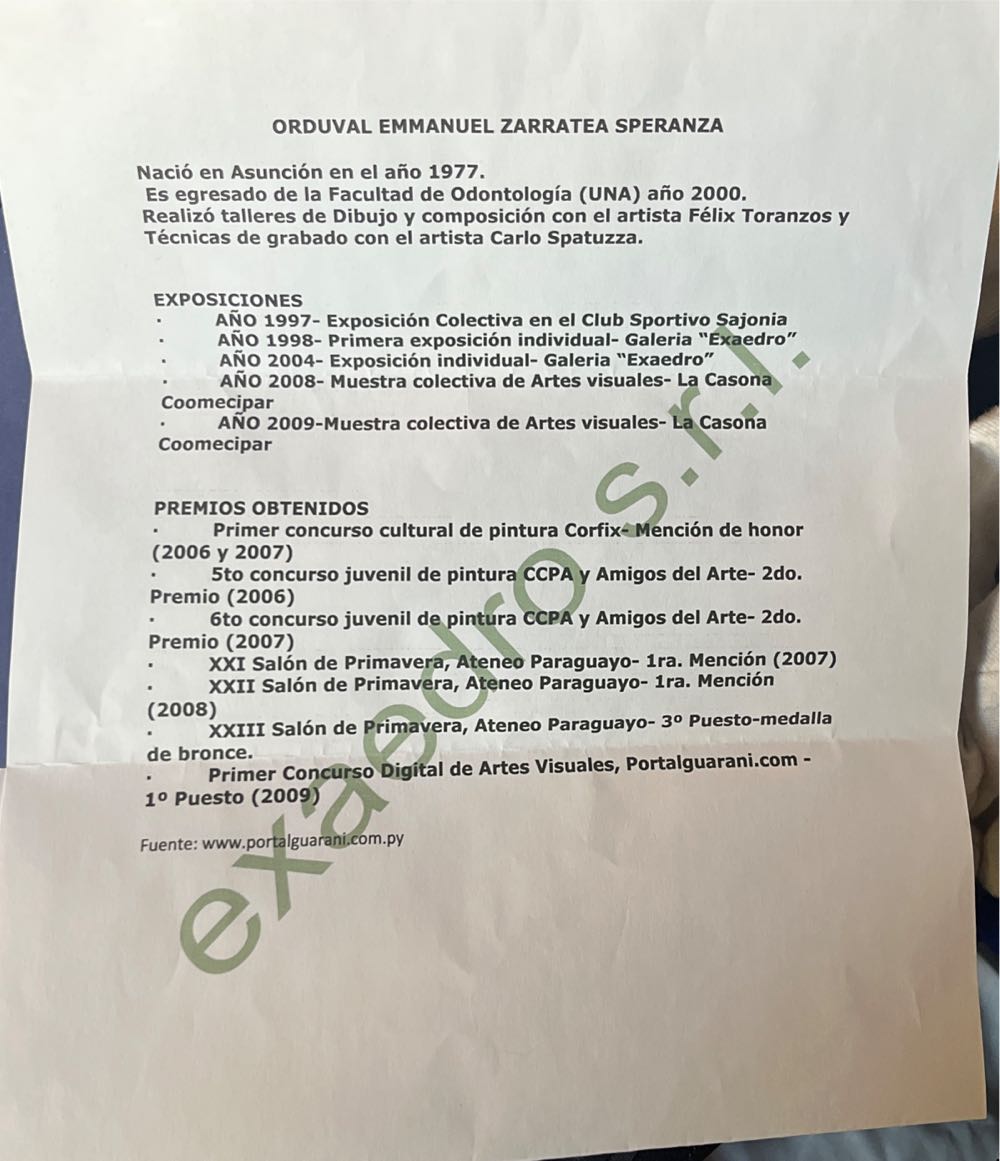 ORDUVAL EMMANUEL ZARRATEA SPERANZA
Nació en Asunción en el año 1977.
Es egresado de la Facultad de Odontología (UNA) año 2000.
Realizó talleres de Dibujo y composición con el artista Félix Toranzos y
Técnicas de grabado con el artista Carlo Spatuzza.
EXPOSICIONES
· AÑO 1997- Exposición Colectiva en el Club Sportivo Sajonia
· AÑO 1998- Primera exposición individual- Galeria “Exaedro”
· AÑO 2004- Exposición individual- Galeria “Exaedro”
· AÑO 2008- Muestra colectiva de Artes visuales- La Casona
Coomecipar
· AÑO 2009-Muestra colectiva de Artes visuales- La Casona
Coomecipar
PREMIOS OBTENIDOS
· Primer concurso cultural de pintura Corfix- Mención de honor
(2006 y 2007)
· 5to concurso juvenil de pintura CCPA y Amigos del Arte- 2do.
Premio (2006)
· 6to concurso juvenil de pintura CCPA y Amigos del Arte- 2do.
Premio (2007)
· XXI Salón de Primavera, Ateneo Paraguayo- 1ra. Mención (2007)
· XXII Salón de Primavera, Ateneo Paraguayo- 1ra. Mención
(2008)
· XXIII Salón de Primavera, Ateneo Paraguayo- 3º Puesto-medalla
de bronce.
· Primer Concurso Digital de Artes Visuales, Portalguarani.com -
1º Puesto (2009)
Fuente: www.portalguarani.com.py
exaedro s.r.l.